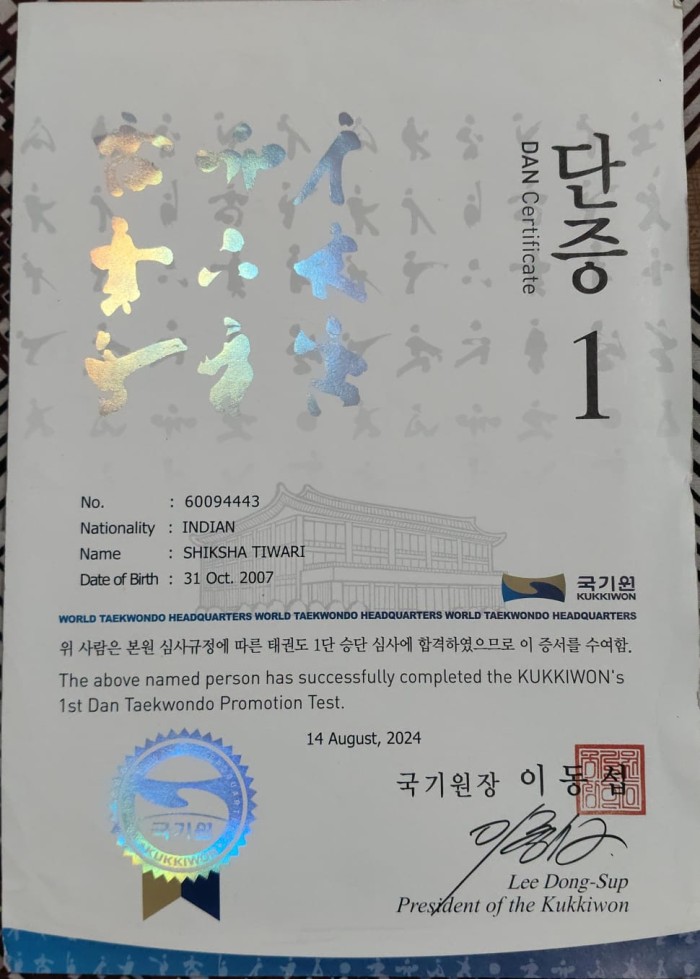 단증
DAN Certificate
1
No. : 60094443
Nationality : INDIAN
Name : SHIKSHA TIWARI
Date of Birth : 31 Oct. 2007
국기원
KUKKIWON
WORLD TAEKWONDO HEADQUARTERS WORLD TAEKWONDO HEADQUARTERS WORLD TAEKWONDO HEADQUARTERS
위 사람은 본원 심사규정에 따른 태권도 1단 승단 심사에 합격하였으므로 이 증서를 수여함.
The above named person has successfully completed the KUKKIWON's
1st Dan Taekwondo Promotion Test.
14 August, 2024
국기원장 이동섭
Lee Dong-Sup
President of the Kukkiwon
국기원
KUKKIWON